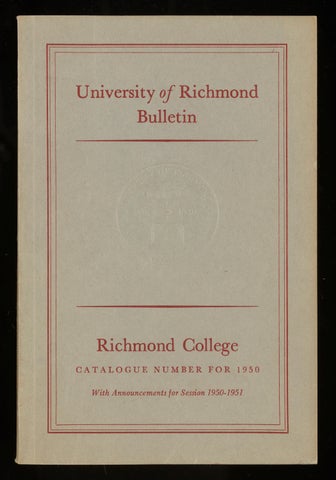 University of Richmond
Bulletin
Richmond College
CATALOGUE NUMBER FOR 1950
With Announcements for Session 1950-1951